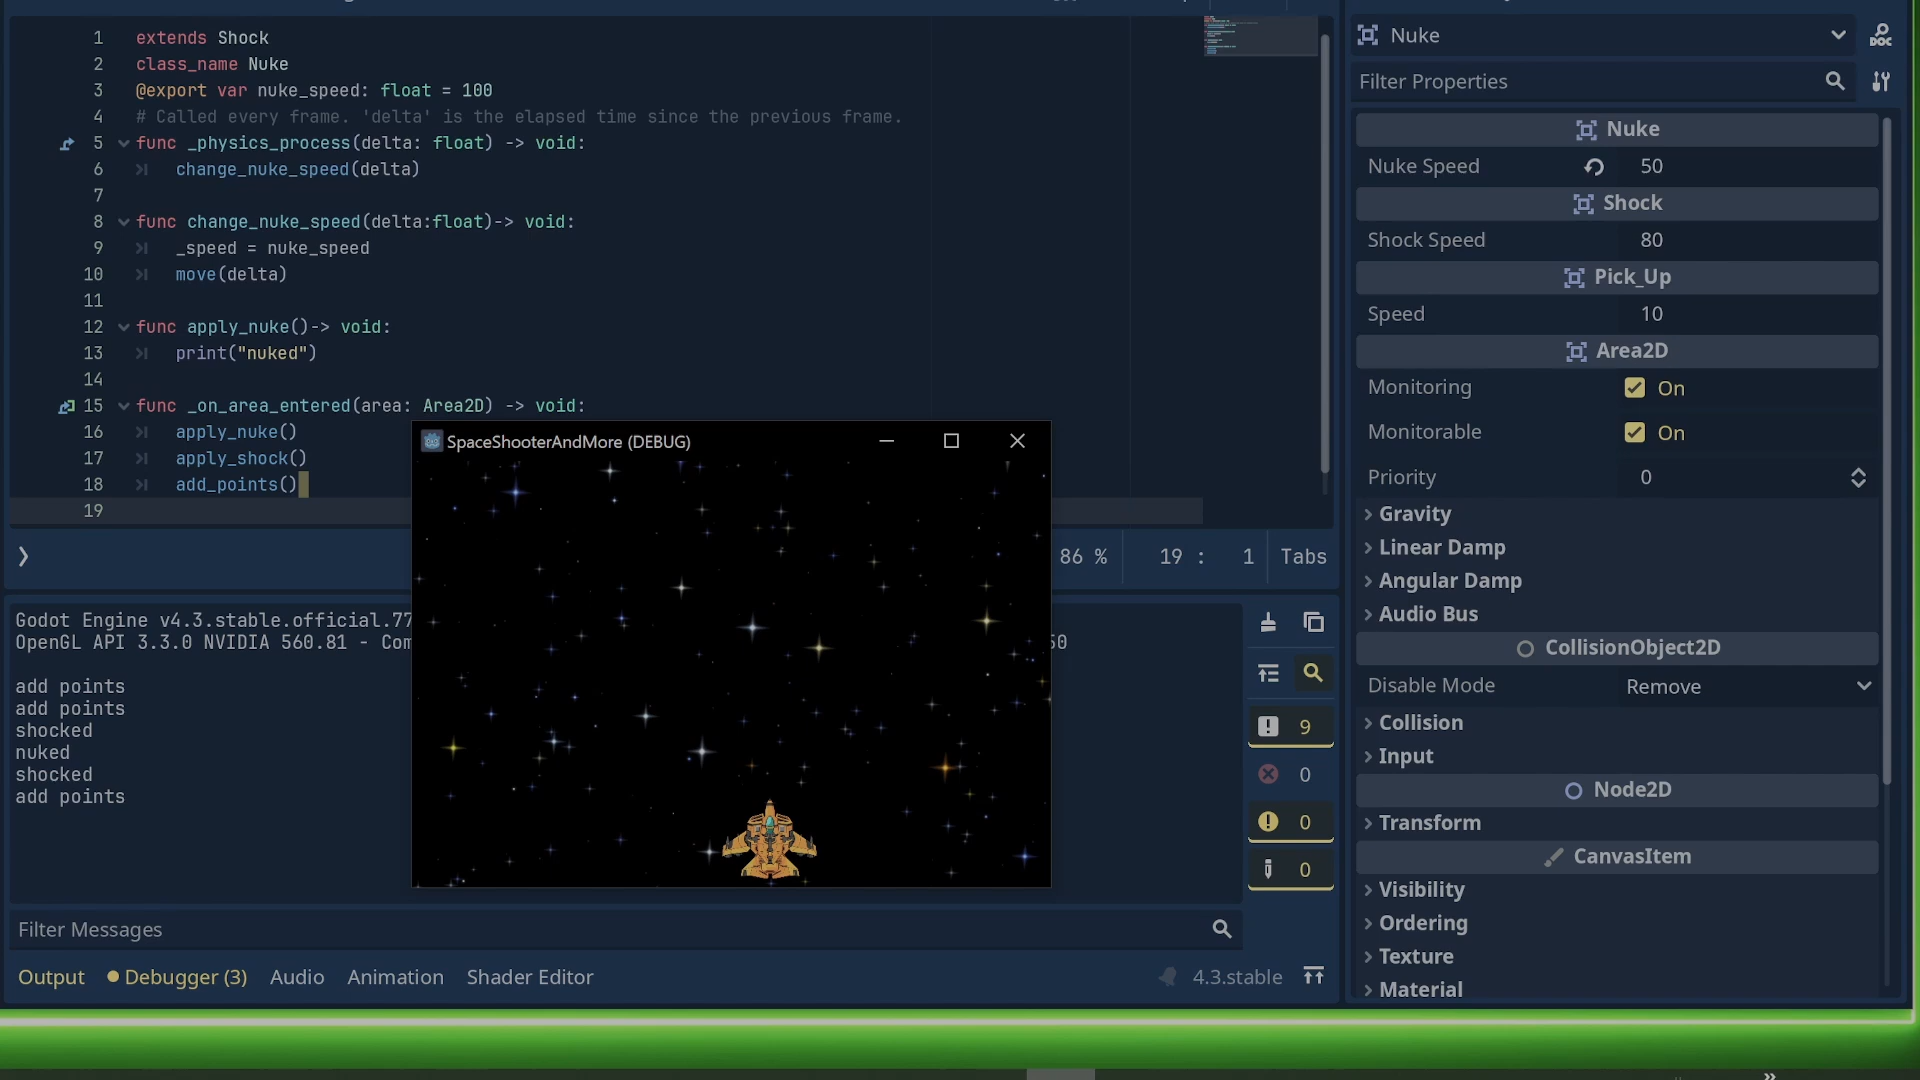 1 extends Shock
2 class_name Nuke
3 @export var nuke_speed: float = 100
4 # Called every frame. 'delta' is the elapsed time since the previous frame.
5 func _physics_process(delta: float) -> void:
6 change_nuke_speed(delta)
7
8 func change_nuke_speed(delta:float)-> void:
9 _speed = nuke_speed
10 move(delta)
11
12 func apply_nuke()-> void:
13 print("nuked")
14
15 func _on_area_entered(area: Area2D) -> void:
16 apply_nuke()
17 apply_shock()
18 add_points()
19
SpaceShooterAndMore (DEBUG)
86 % 19 : 1 Tabs
Godot Engine v4.3.stable.official.77
OpenGL API 3.3.0 NVIDIA 560.81 - Com 50
add points
add points
shocked
nuked
shocked
add points
9
0
0
0
Filter Messages
Output Debugger (3) Audio Animation Shader Editor 4.3.stable
Nuke DOC
Filter Properties
Nuke
Nuke Speed 50
Shock
Shock Speed 80
Pick_Up
Speed 10
Area2D
Monitoring On
Monitorable On
Priority 0
Gravity
Linear Damp
Angular Damp
Audio Bus
CollisionObject2D
Disable Mode Remove
Collision
Input
Node2D
Transform
CanvasItem
Visibility
Ordering
Texture
Material